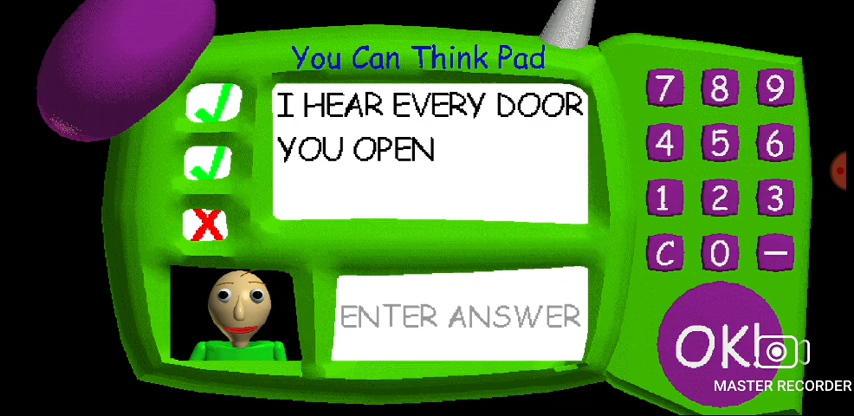 You Can Think Pad
I HEAR EVERY DOOR
YOU OPEN
7 8 9
4 5 6
1 2 3
C 0 −
ENTER ANSWER
OK!
MASTER RECORDER